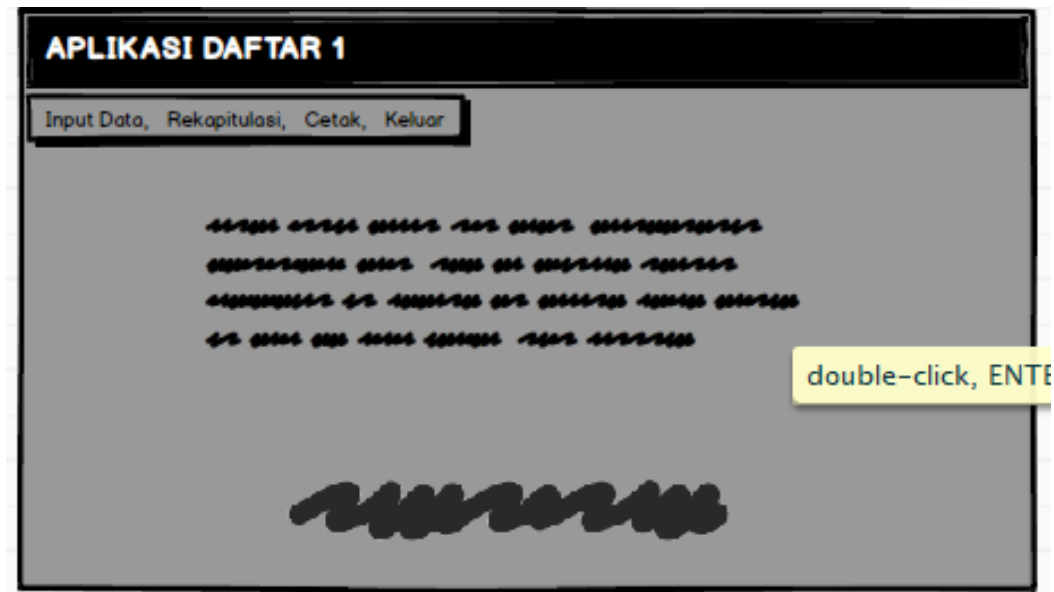 APLIKASI DAFTAR 1
Input Data, Rekapitulasi, Cetak, Keluar
double-click, ENTE